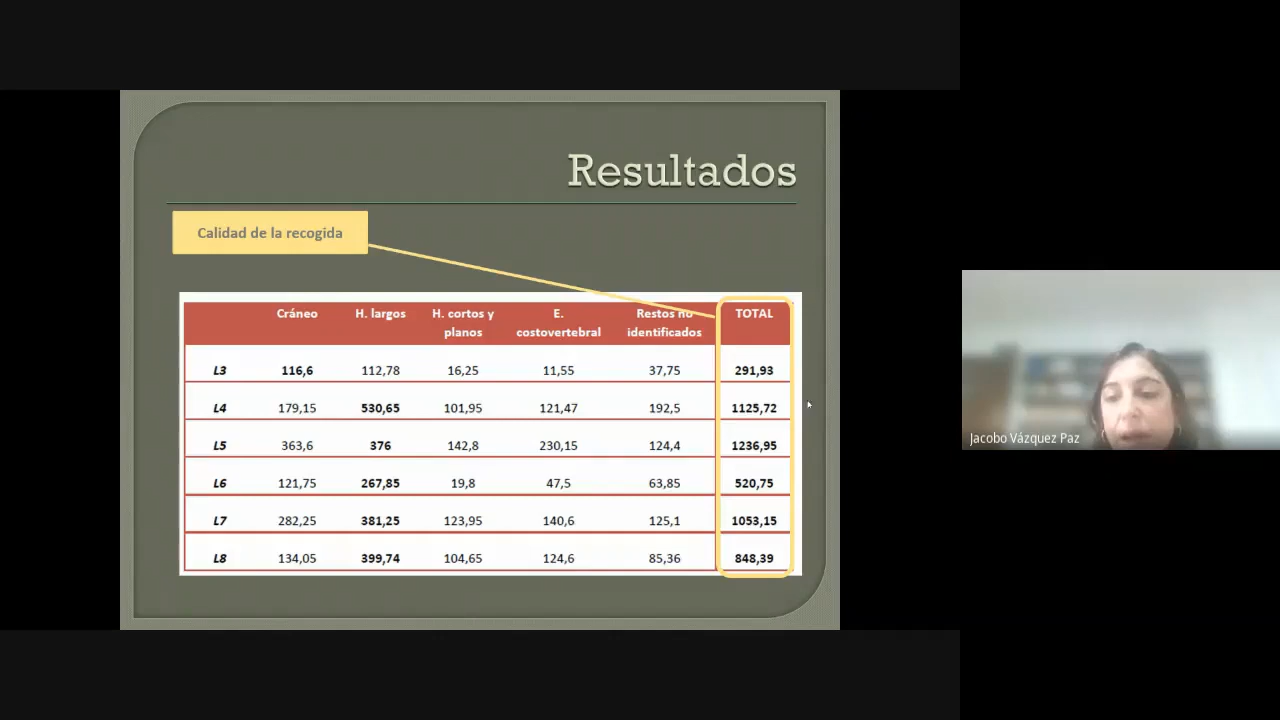 Resultados
Calidad de la recogida
Cráneo H. largos H. cortos y planos E. costovertebral Restos no identificados TOTAL
L3 116,6 112,78 16,25 11,55 37,75 291,93
L4 179,15 530,65 101,95 121,47 192,5 1125,72
L5 363,6 376 142,8 230,15 124,4 1236,95
L6 121,75 267,85 19,8 47,5 63,85 520,75
L7 282,25 381,25 123,95 140,6 125,1 1053,15
L8 134,05 399,74 104,65 124,6 85,36 848,39
Jacobo Vázquez Paz